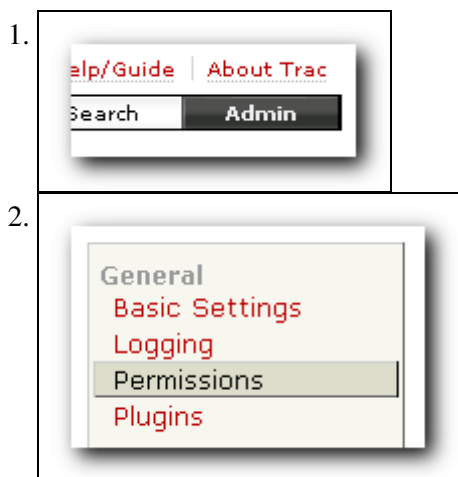 1.
elp/Guide About Trac
Search Admin
2.
General
Basic Settings
Logging
Permissions
Plugins